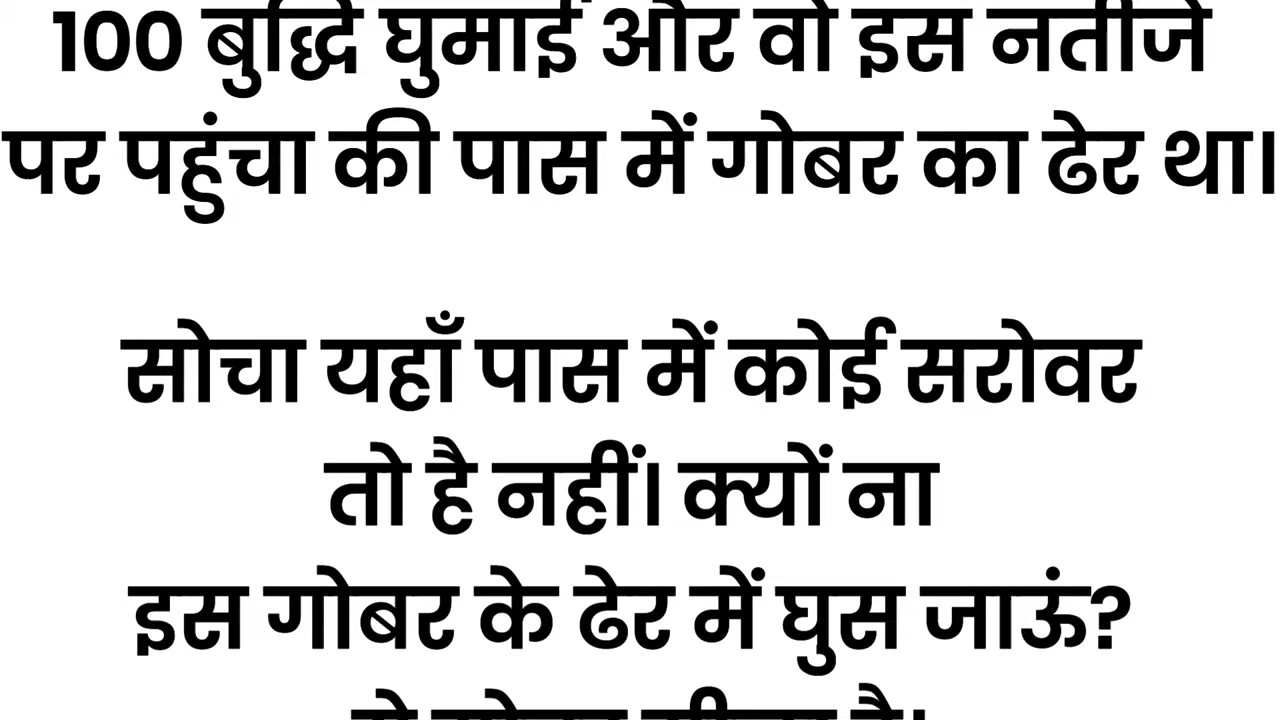 100 बुद्धि घुमाई और वो इस नतीजे
पर पहुंचा की पास में गोबर का ढेर था।
सोचा यहाँ पास में कोई सरोवर
तो है नहीं। क्यों ना
इस गोबर के ढेर में घुस जाऊं?